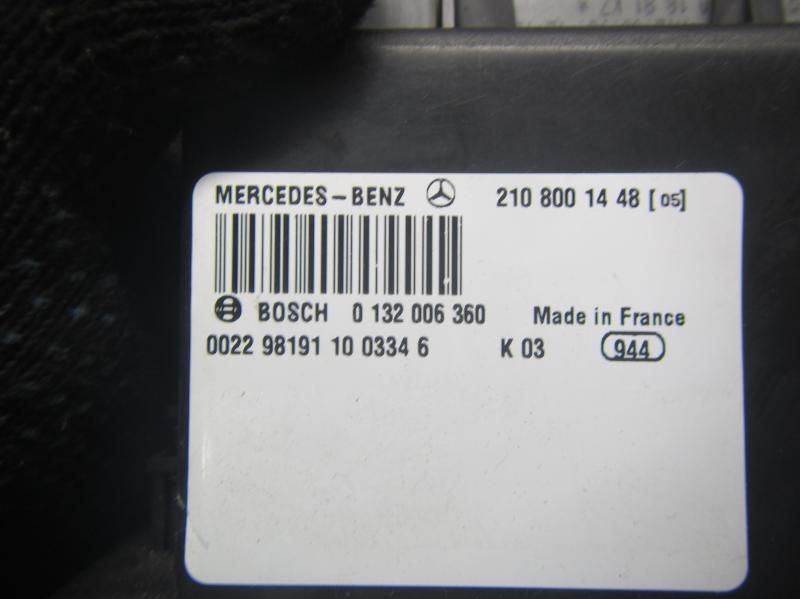 MERCEDES-BENZ 210 800 14 48 [05]
BOSCH 0 132 006 360 Made in France
0022 98191 10 0334 6 K 03 944